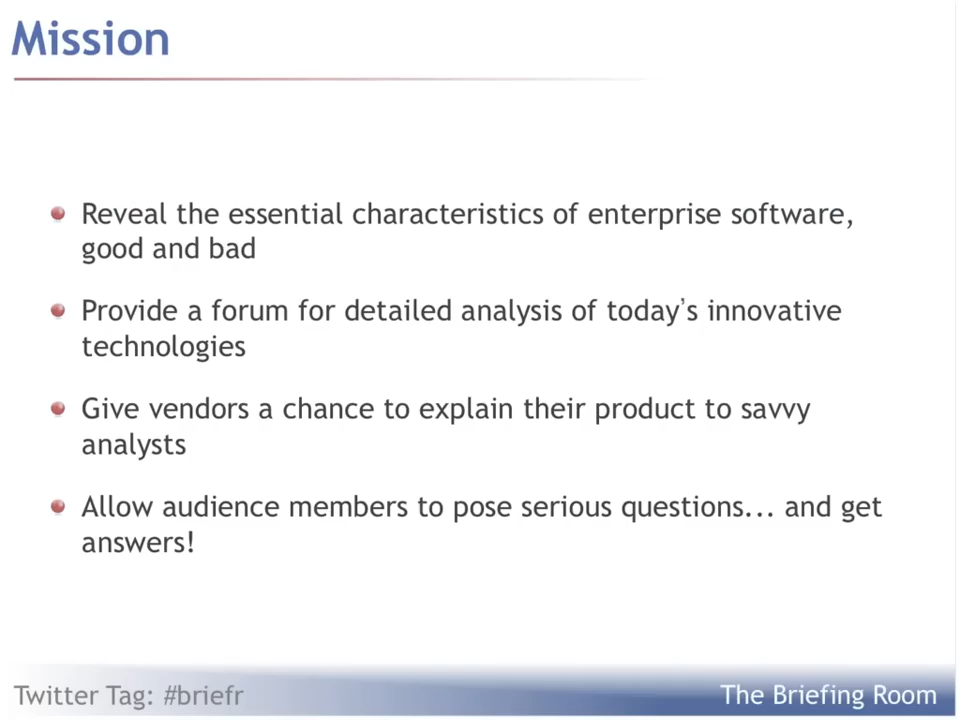 Mission
Reveal the essential characteristics of enterprise software,
good and bad
Provide a forum for detailed analysis of today’s innovative
technologies
Give vendors a chance to explain their product to savvy
analysts
Allow audience members to pose serious questions... and get
answers!
Twitter Tag: #briefr
The Briefing Room